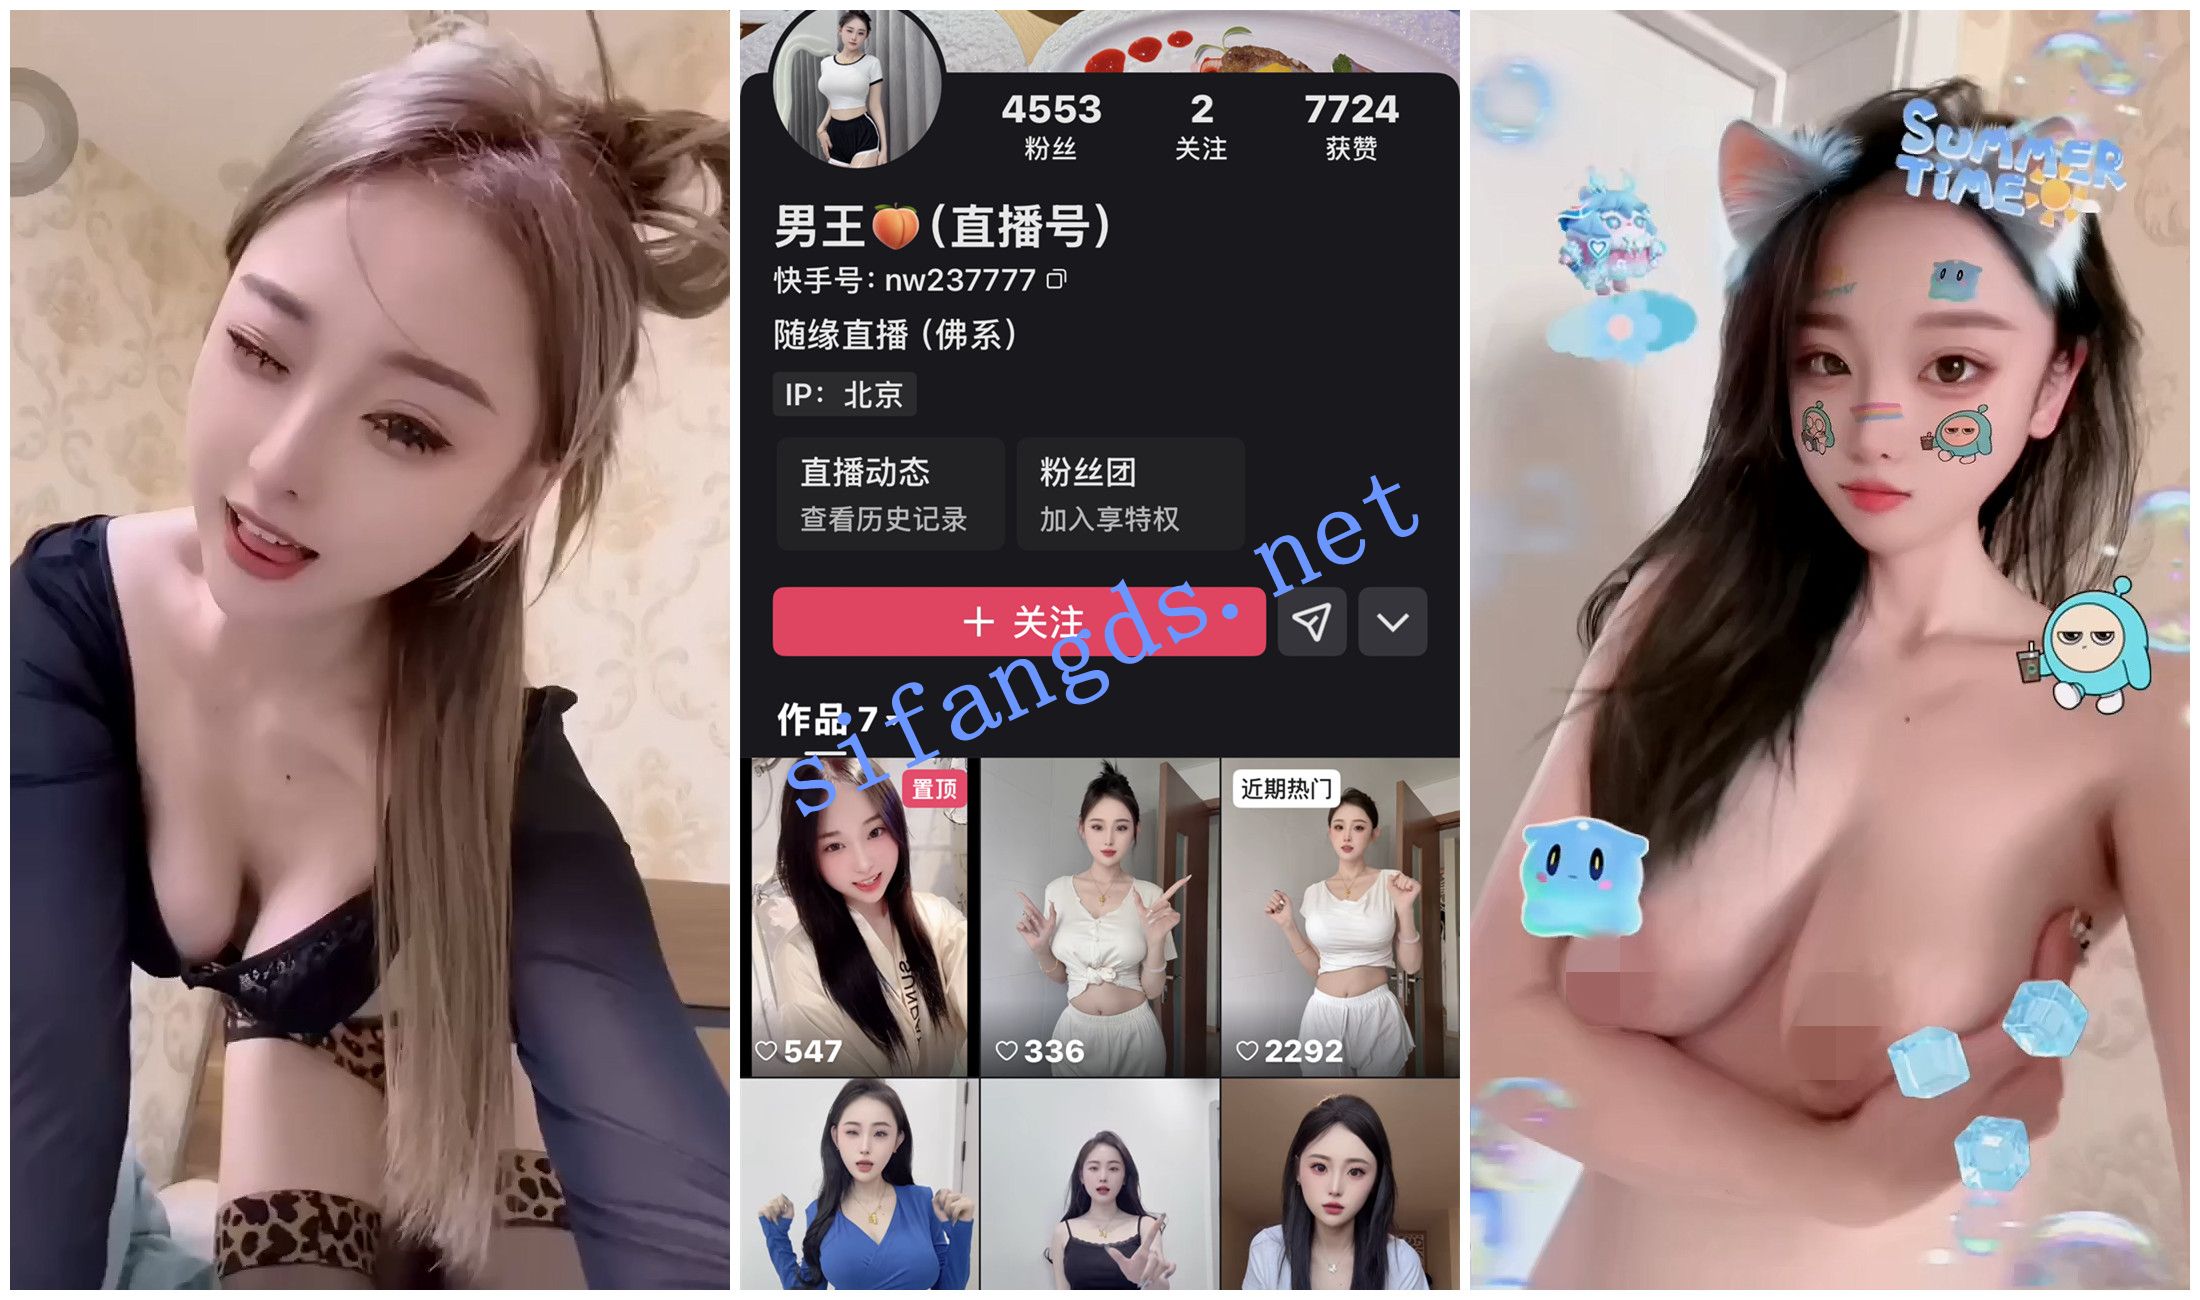 4553
2
7724
粉丝
关注
获赞
男王🍑(直播号)
快手号: nw237777
随缘直播 (佛系)
IP: 北京
直播动态
粉丝团
查看历史记录
加入享特权
+ 关注
sifangds.net
作品 7
置顶
近期热门
547
336
2292
SUMMER
TIME